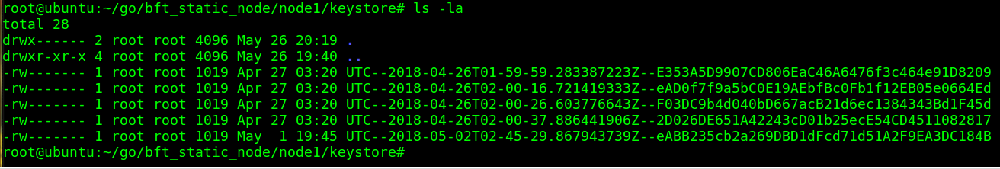 root@ubuntu:~/go/bft_static_node/node1/keystore# ls -la
total 28
drwx------ 2 root root 4096 May 26 20:19 .
drwxr-xr-x 4 root root 4096 May 26 19:40 ..
-rw------- 1 root root 1019 Apr 27 03:20 UTC--2018-04-26T01-59-59.283387223Z--E353A5D9907CD806EaC46A6476f3c464e91D8209
-rw------- 1 root root 1019 Apr 27 03:20 UTC--2018-04-26T02-00-16.721419333Z--eAD0f7f9a5bC0E19AEbfBc0Fb1f12EB05e0664Ed
-rw------- 1 root root 1019 Apr 27 03:20 UTC--2018-04-26T02-00-26.603776643Z--F03DC9b4d040bD667acB21d6ec1384343Bd1F45d
-rw------- 1 root root 1019 Apr 27 03:20 UTC--2018-04-26T02-00-37.886441906Z--2D026DE651A42243cD01b25ecE54CD4511082817
-rw------- 1 root root 1019 May  1 19:45 UTC--2018-05-02T02-45-29.867943739Z--eABB235cb2a269DBD1dFcd71d51A2F9EA3DC184B
root@ubuntu:~/go/bft_static_node/node1/keystore#